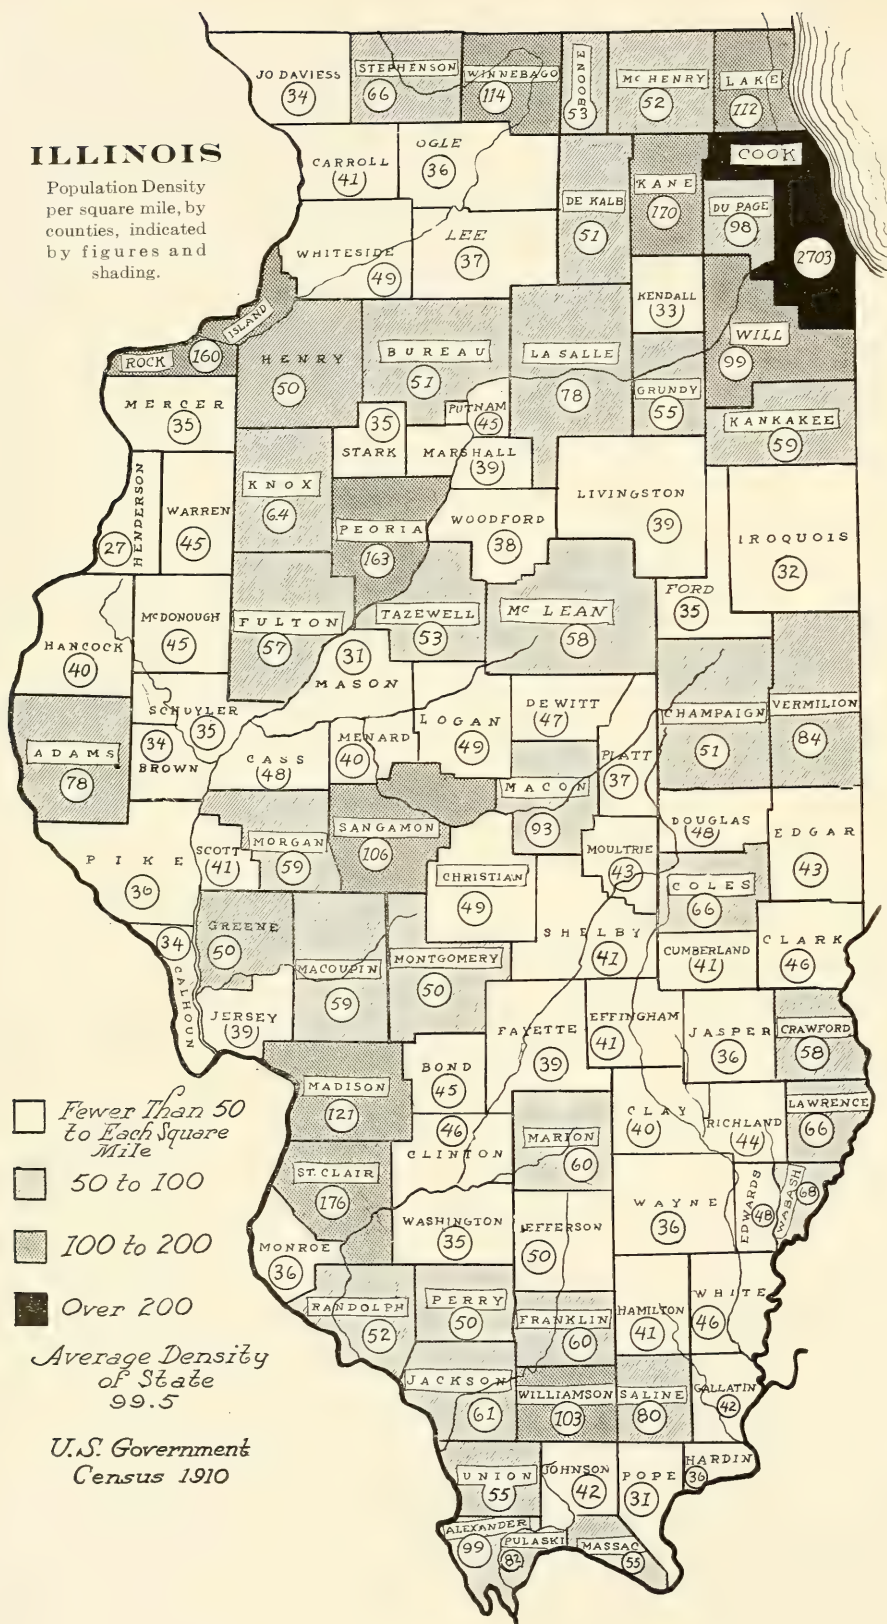 ILLINOIS
Population Density
per square mile, by
counties, indicated
by figures and
shading.
JO DAVIESS
34
STEPHENSON
66
WINNEBAGO
114
BOONE
53
McHENRY
52
LAKE
112
CARROLL
41
OGLE
36
DE KALB
51
KANE
170
COOK
2703
DU PAGE
98
WHITESIDE
49
LEE
37
KENDALL
33
WILL
99
ROCK ISLAND
160
HENRY
50
BUREAU
51
LA SALLE
78
GRUNDY
55
KANKAKEE
59
MERCER
35
STARK
35
PUTNAM
45
MARSHALL
39
HENDERSON
27
WARREN
45
KNOX
64
PEORIA
163
WOODFORD
38
LIVINGSTON
39
IROQUOIS
32
FORD
35
HANCOCK
40
McDONOUGH
45
FULTON
57
TAZEWELL
53
McLEAN
58
MASON
31
SCHUYLER
35
ADAMS
78
BROWN
34
CASS
48
MENARD
40
LOGAN
49
DEWITT
47
PIATT
37
CHAMPAIGN
51
VERMILION
84
MACON
93
PIKE
36
SCOTT
41
MORGAN
59
SANGAMON
106
CHRISTIAN
49
MOULTRIE
43
DOUGLAS
48
EDGAR
43
COLES
66
CALHOUN
34
GREENE
50
MACOUPIN
59
MONTGOMERY
50
SHELBY
41
CUMBERLAND
41
CLARK
46
JERSEY
39
FAYETTE
39
EFFINGHAM
41
JASPER
36
CRAWFORD
58
MADISON
121
BOND
45
CLAY
40
RICHLAND
44
LAWRENCE
66
CLINTON
46
MARION
60
ST. CLAIR
176
WASHINGTON
35
JEFFERSON
50
WAYNE
36
EDWARDS
48
WABASH
68
MONROE
36
RANDOLPH
52
PERRY
50
FRANKLIN
60
HAMILTON
41
WHITE
46
JACKSON
61
WILLIAMSON
103
SALINE
80
GALLATIN
42
UNION
55
JOHNSON
42
POPE
31
HARDIN
36
ALEXANDER
99
PULASKI
82
MASSAC
55
Fewer Than 50
to Each Square
Mile
50 to 100
100 to 200
Over 200
Average Density
of State
99.5
U.S. Government
Census 1910